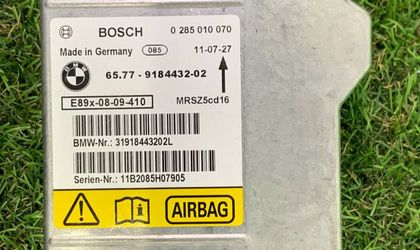 BOSCH 0 285 010 070
Made in Germany 085 11-07-27
BMW 65.77 - 9184432-02
E89x-08-09-410 MRSZ5cd16
BMW-Nr.: 31918443202L
Serien-Nr.: 11B2085H07905
AIRBAG